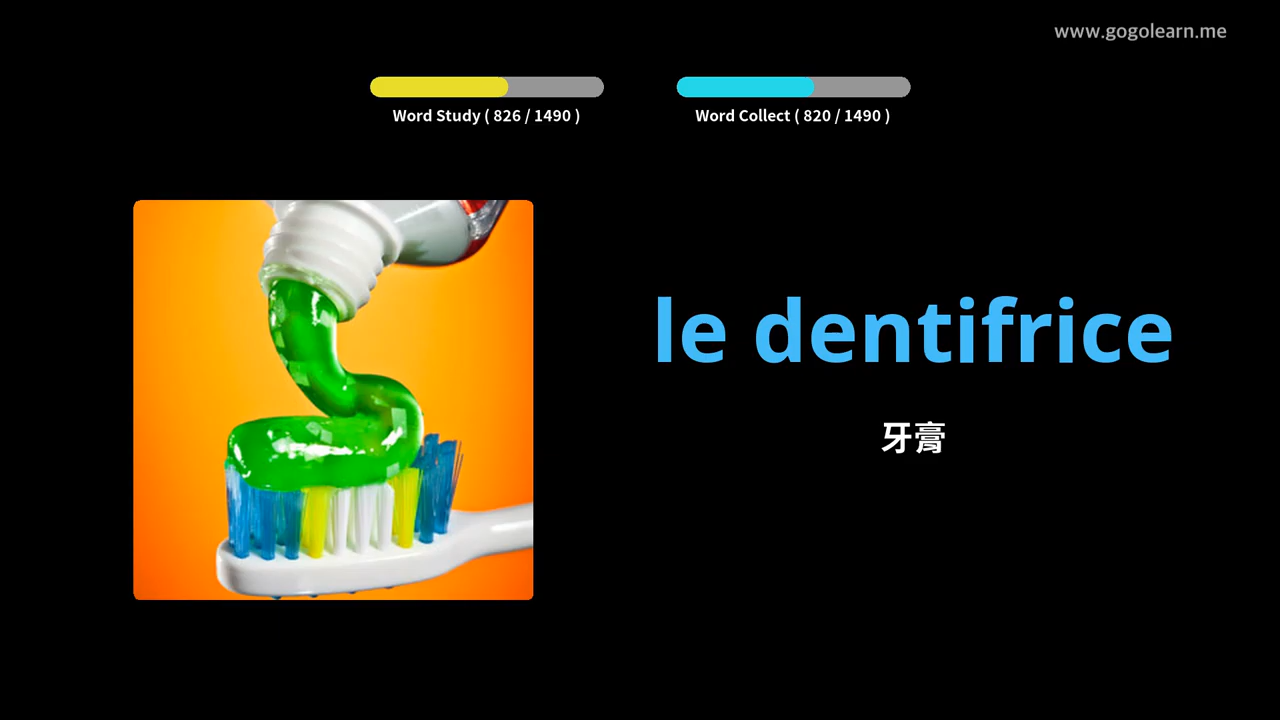 www.gogolearn.me
Word Study ( 826 / 1490 )
Word Collect ( 820 / 1490 )
le dentifrice
牙膏